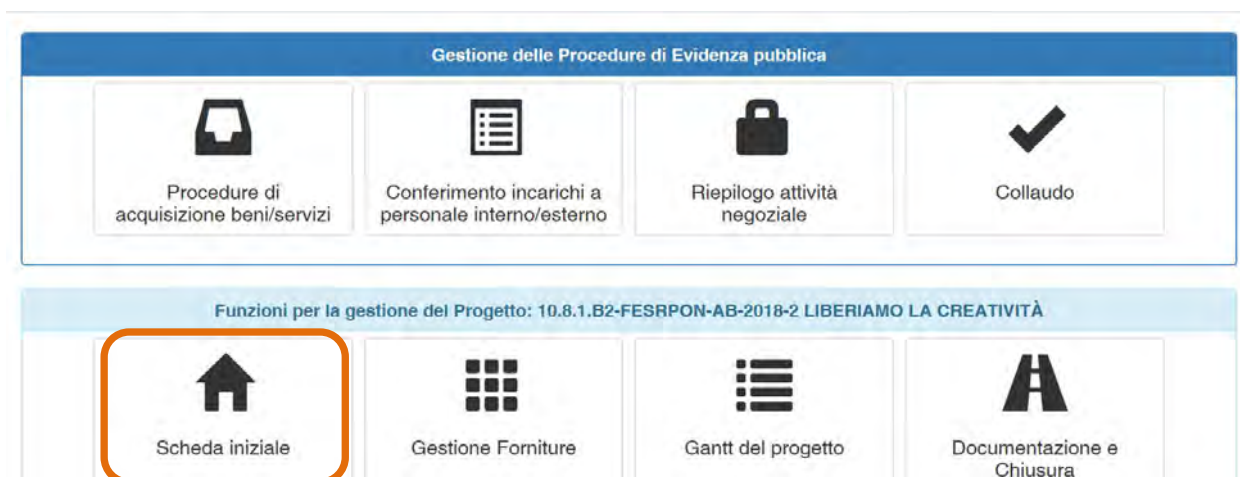 Gestione delle Procedure di Evidenza pubblica
Procedure di
acquisizione beni/servizi
Conferimento incarichi a
personale interno/esterno
Riepilogo attività
negoziale
Collaudo
Funzioni per la gestione del Progetto: 10.8.1.B2-FESRPON-AB-2018-2 LIBERIAMO LA CREATIVITÀ
Scheda iniziale
Gestione Forniture
Gantt del progetto
Documentazione e
Chiusura